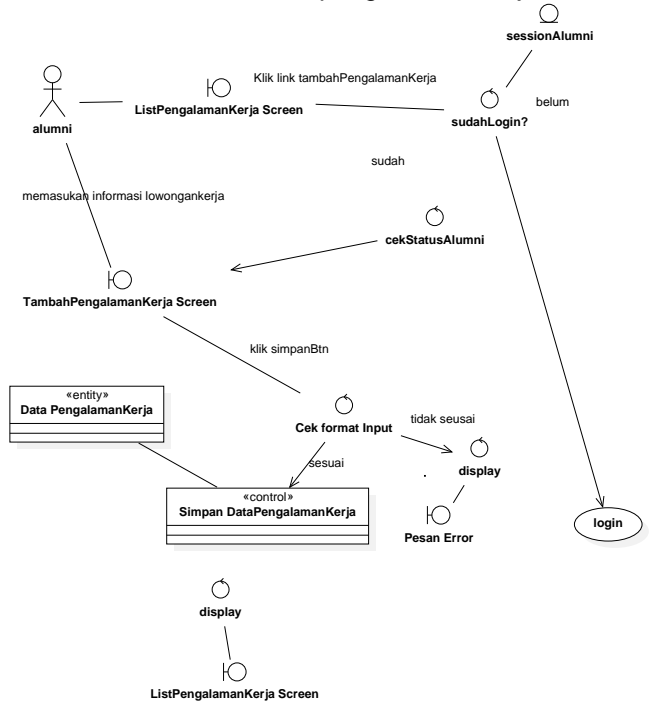 sessionAlumni
Klik link tambahPengalamanKerja
belum
ListPengalamanKerja Screen
sudahLogin?
alumni
sudah
memasukan informasi lowongankerja
cekStatusAlumni
TambahPengalamanKerja Screen
klik simpanBtn
«entity»
Data PengalamanKerja
tidak seusai
Cek format Input
sesuai
display
«control»
Simpan DataPengalamanKerja
login
Pesan Error
display
ListPengalamanKerja Screen